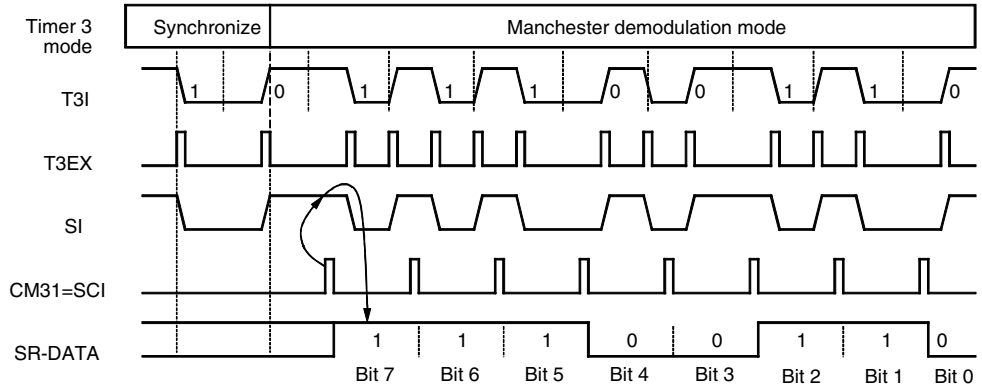 Timer 3 mode Synchronize Manchester demodulation mode
T3I 1 0 1 1 1 0 0 1 1 0
T3EX
SI
CM31=SCI
SR-DATA 1 1 1 0 0 1 1 0
Bit 7 Bit 6 Bit 5 Bit 4 Bit 3 Bit 2 Bit 1 Bit 0